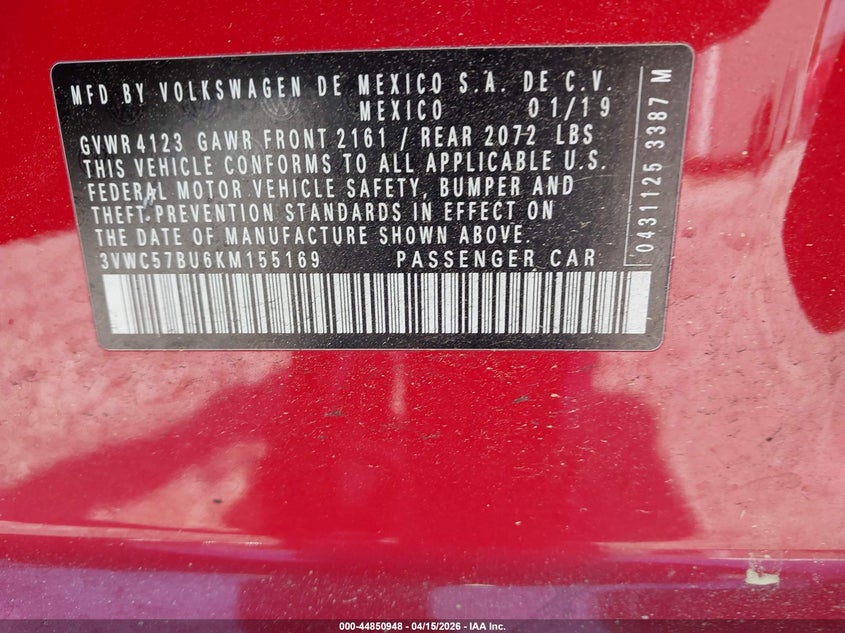 MFD BY VOLKSWAGEN DE MEXICO S.A. DE C.V.
MEXICO 01/19
GVWR 4123 GAWR FRONT 2161 / REAR 2072 LBS
THIS VEHICLE CONFORMS TO ALL APPLICABLE U.S.
FEDERAL MOTOR VEHICLE SAFETY, BUMPER AND
THEFT PREVENTION STANDARDS IN EFFECT ON
THE DATE OF MANUFACTURE SHOWN ABOVE.
3VWC57BU6KM155169 PASSENGER CAR
0431125 3387 M
000-44850948 - 04/15/2026 - IAA Inc.